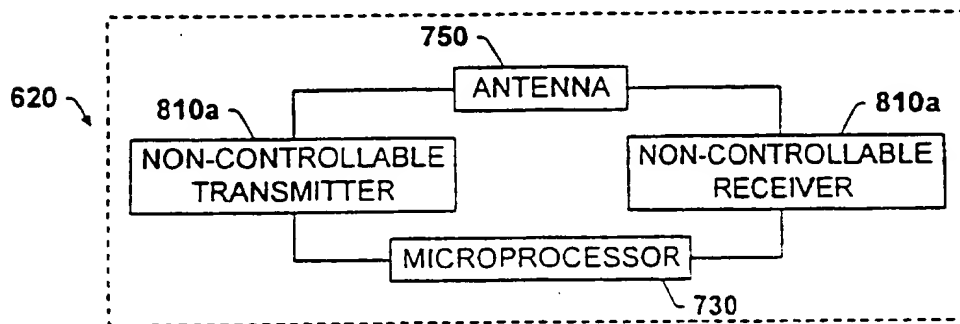 750
ANTENNA
620
810a
810a
NON-CONTROLLABLE
TRANSMITTER
NON-CONTROLLABLE
RECEIVER
MICROPROCESSOR
730